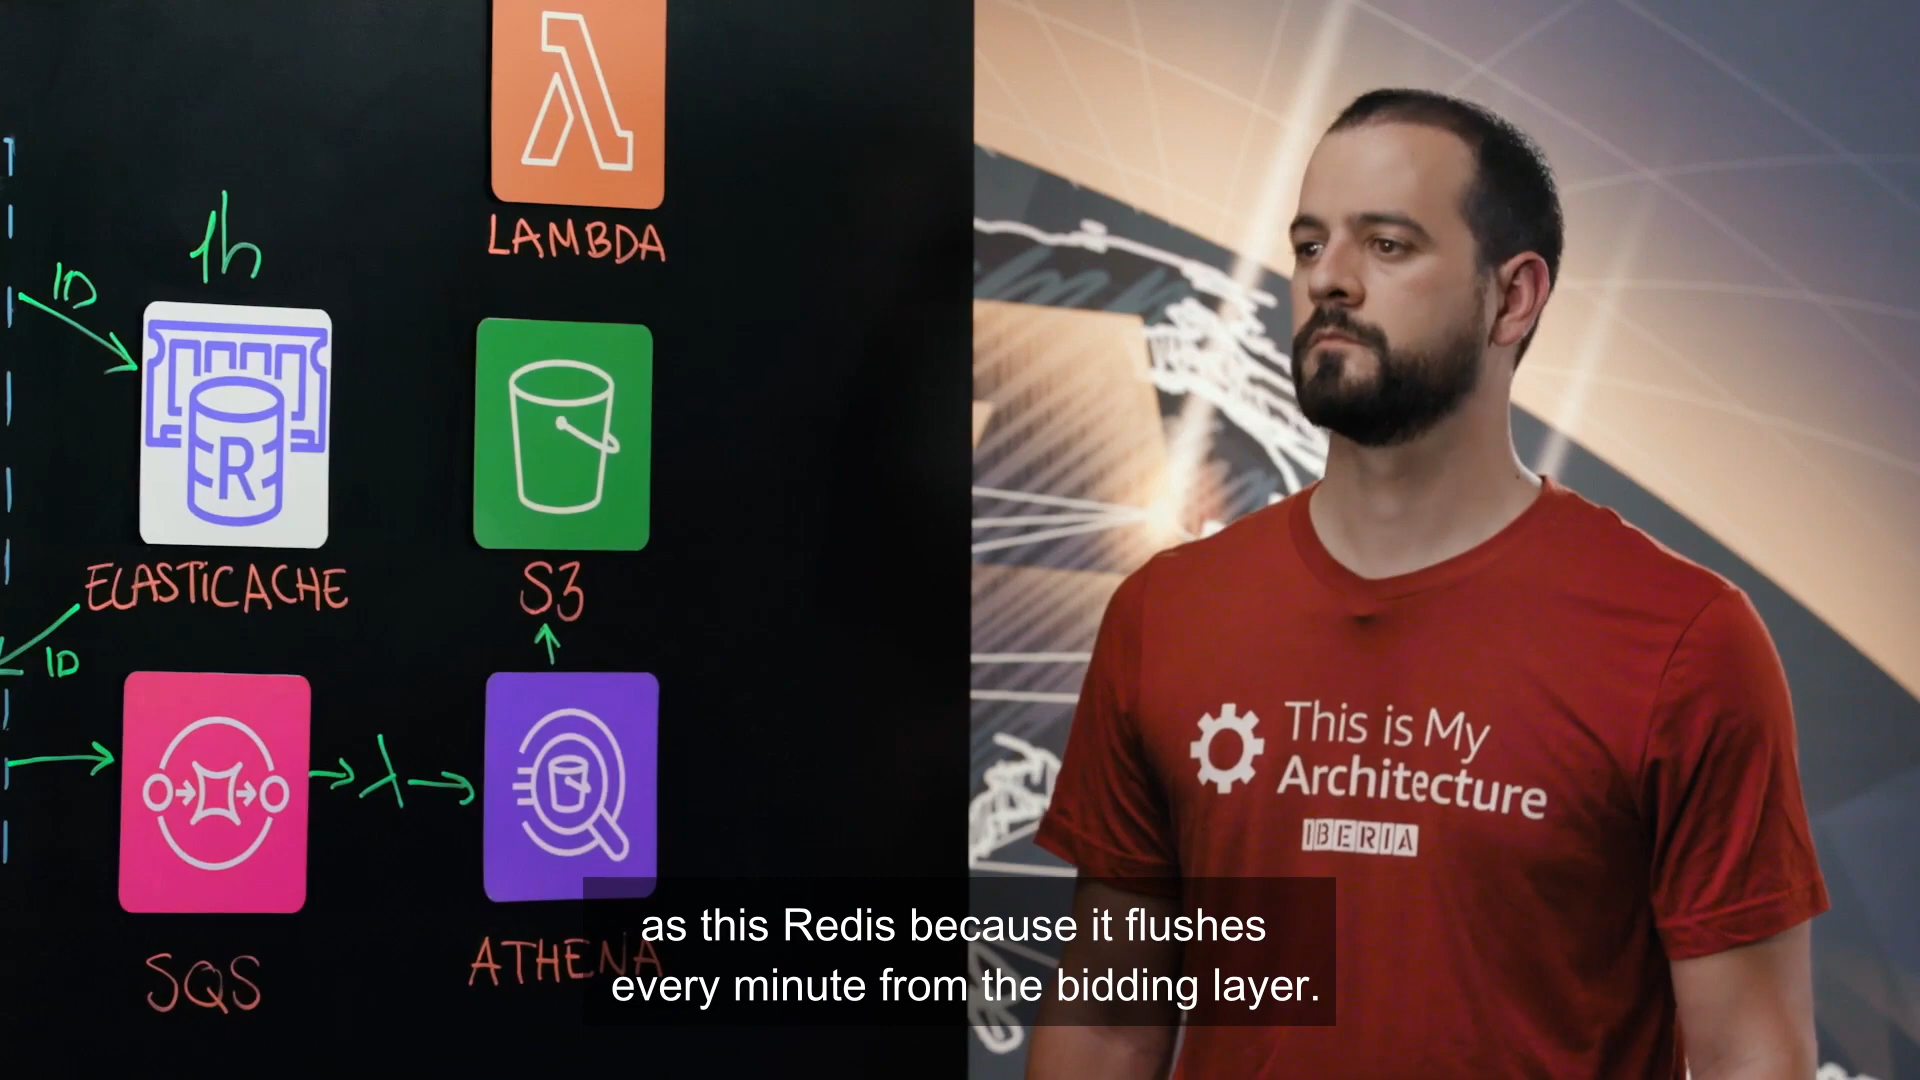 LAMBDA
1h
ID
R
ELASTICACHE
S3
ID
λ
SQS
ATHENA
This is My
Architecture
IBERIA
as this Redis because it flushes
every minute from the bidding layer.